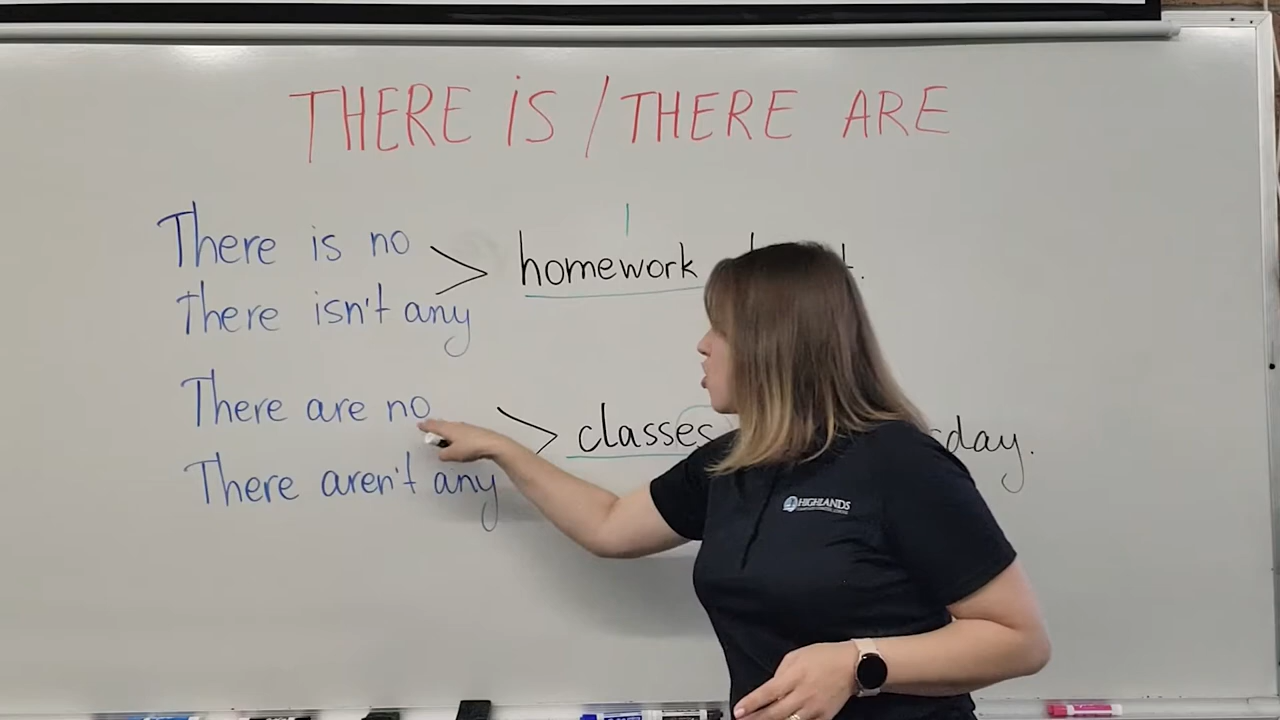 THERE IS / THERE ARE
There is no
homework
There isn't any
There are no
classes
There aren't any
HIGHLANDS